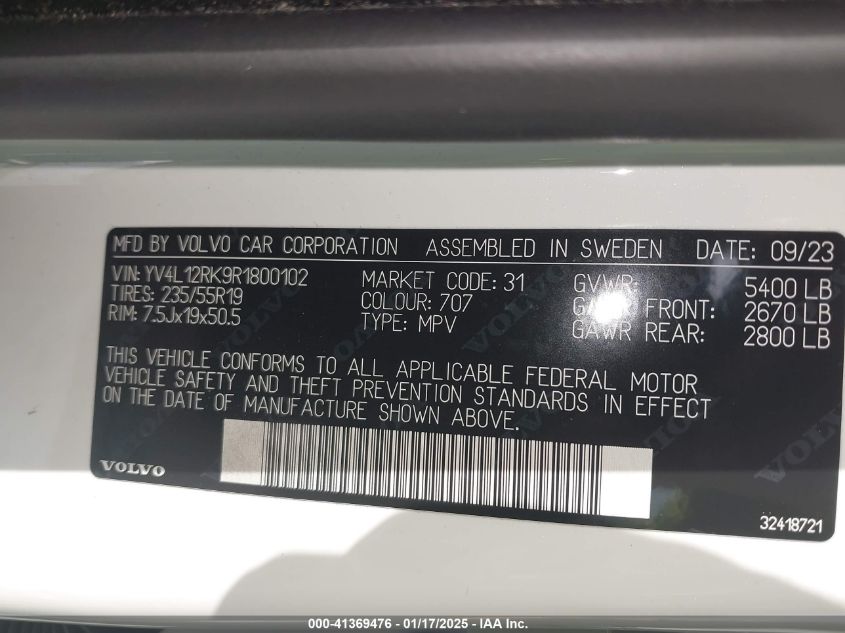 MFD BY VOLVO CAR CORPORATION ASSEMBLED IN SWEDEN DATE: 09/23
VIN: YV4L12RK9R1800102 MARKET CODE: 31 GVWR: 5400 LB
TIRES: 235/55R19 COLOUR: 707 GAWR FRONT: 2670 LB
RIM: 7.5Jx19x50.5 TYPE: MPV GAWR REAR: 2800 LB
THIS VEHICLE CONFORMS TO ALL APPLICABLE FEDERAL MOTOR
VEHICLE SAFETY AND THEFT PREVENTION STANDARDS IN EFFECT
ON THE DATE OF MANUFACTURE SHOWN ABOVE.
VOLVO
32418721
000-41369476 - 01/17/2025 - IAA Inc.